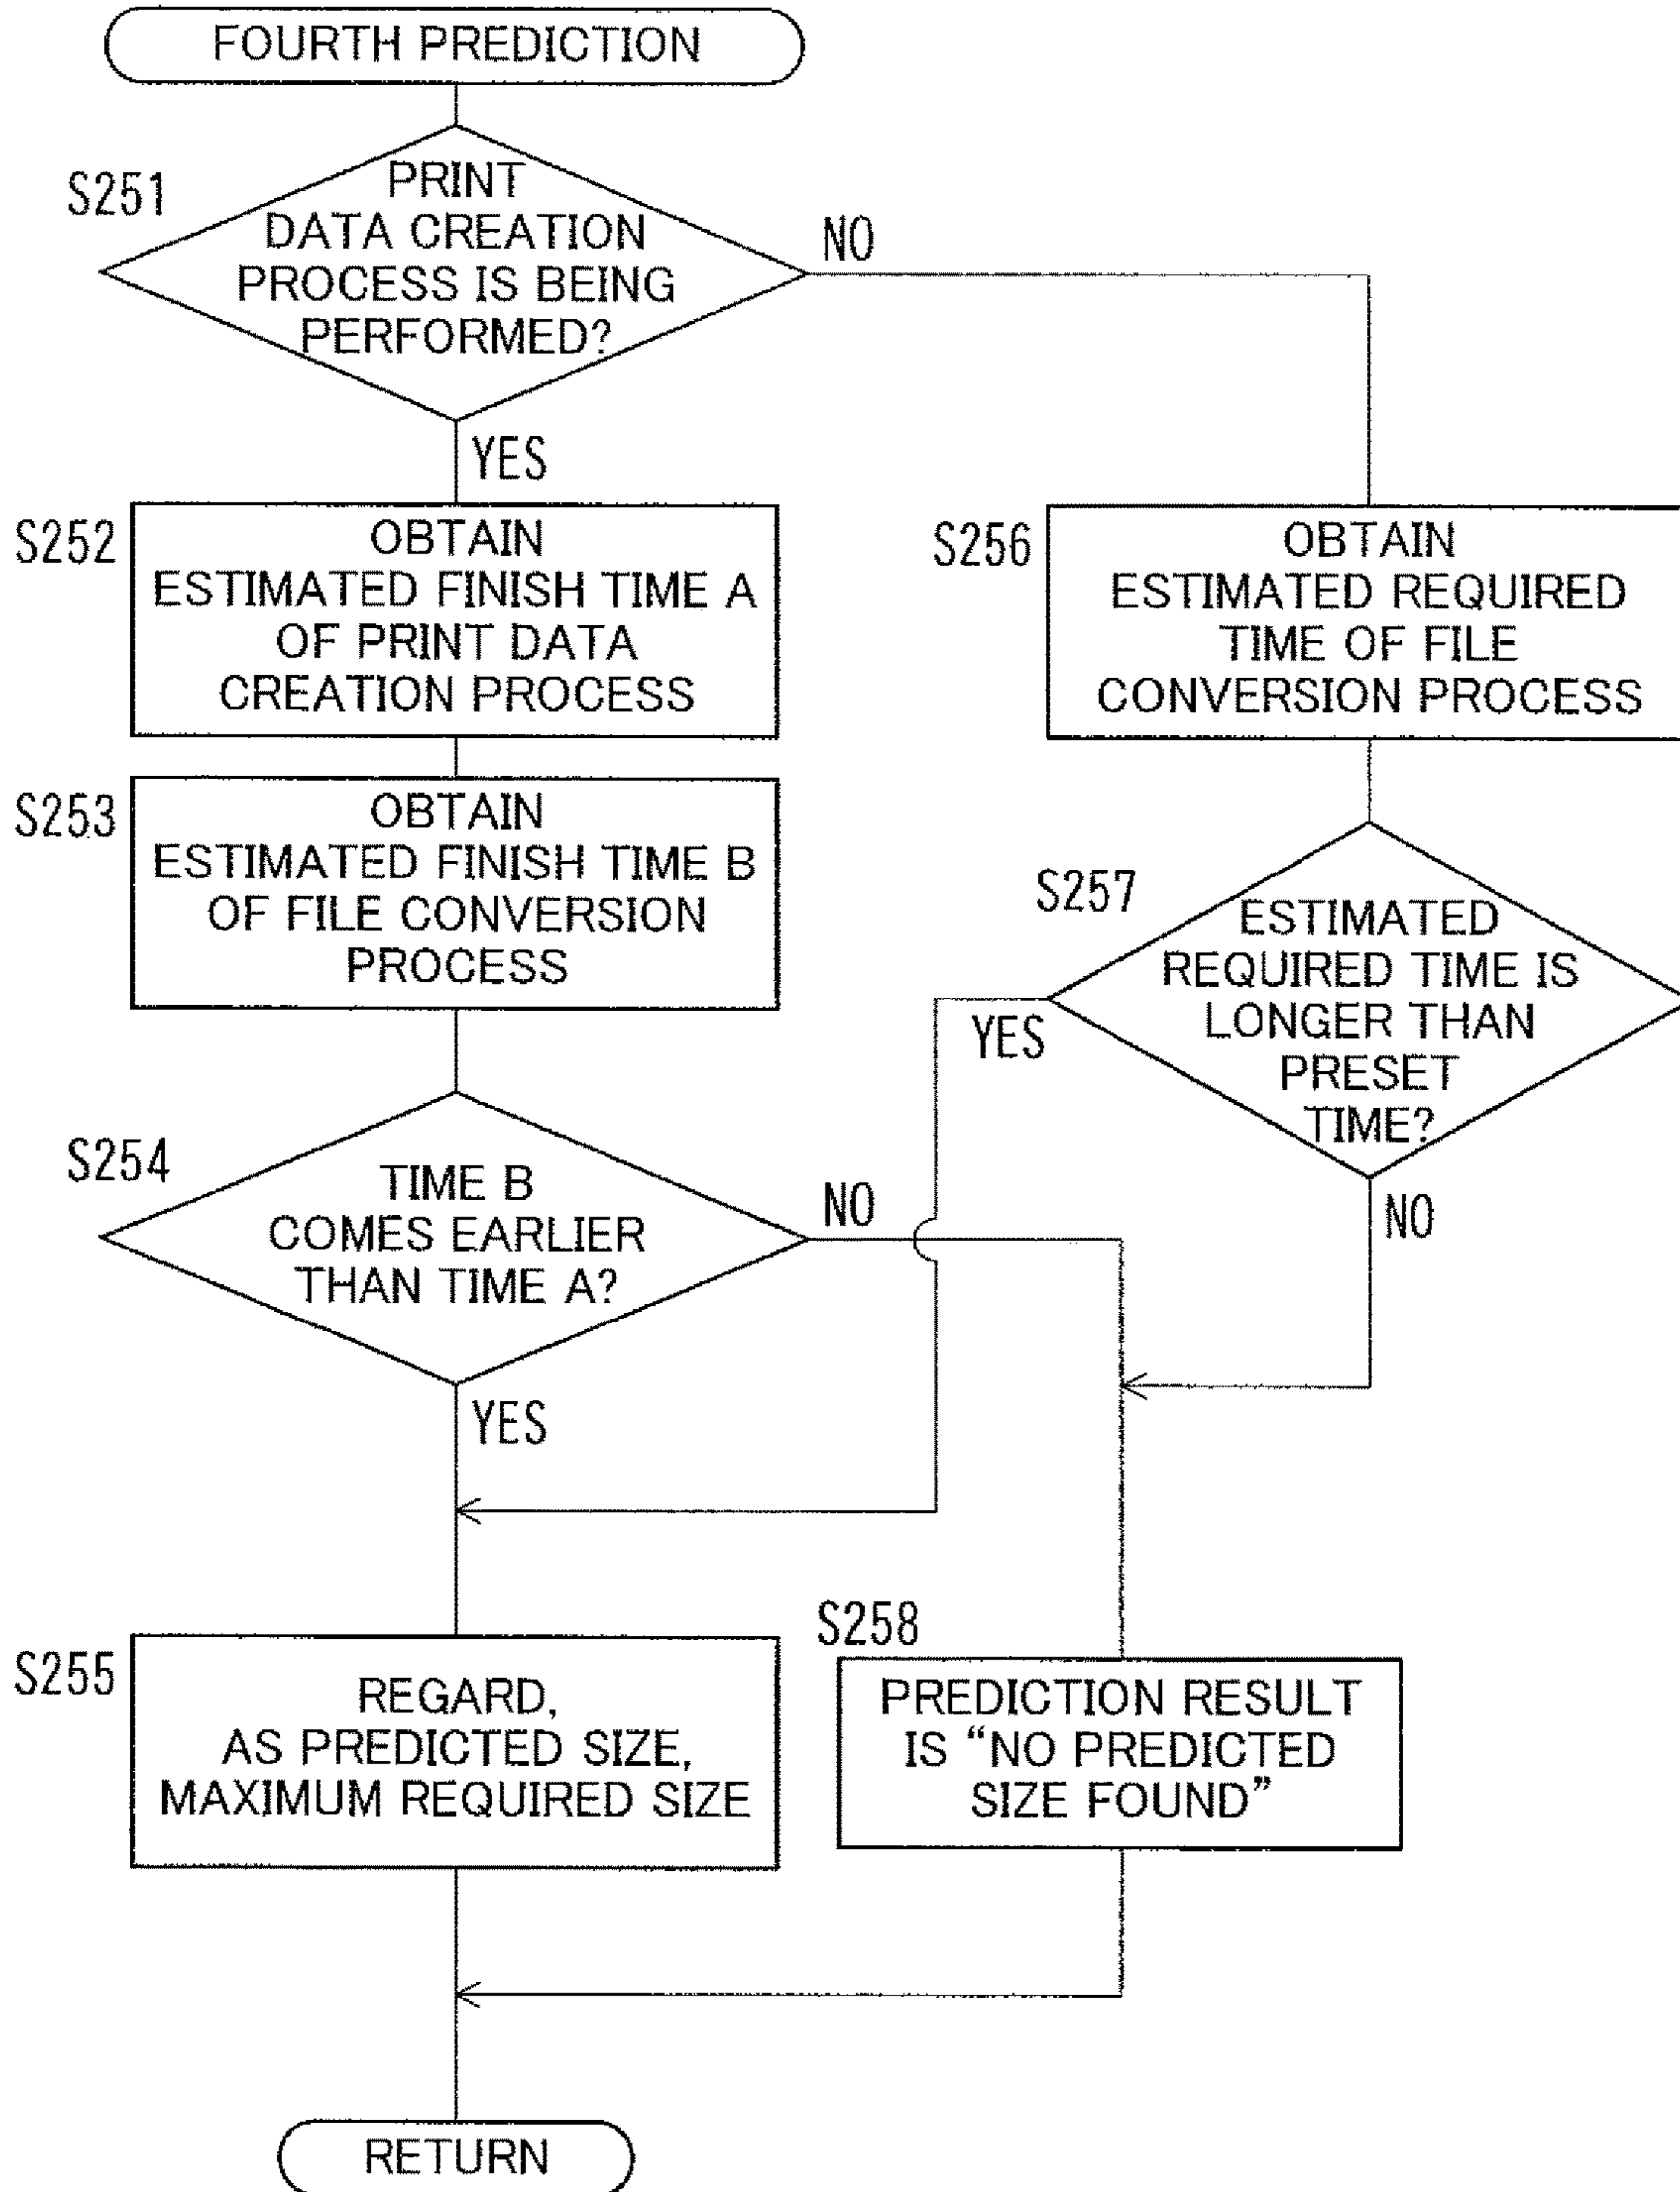 FOURTH PREDICTION
S251
PRINT
DATA CREATION
PROCESS IS BEING
PERFORMED?
NO
YES
S252
OBTAIN
ESTIMATED FINISH TIME A
OF PRINT DATA
CREATION PROCESS
S256
OBTAIN
ESTIMATED REQUIRED
TIME OF FILE
CONVERSION PROCESS
S253
OBTAIN
ESTIMATED FINISH TIME B
OF FILE CONVERSION
PROCESS
S257
ESTIMATED
REQUIRED TIME IS
LONGER THAN
PRESET
TIME?
YES
NO
S254
TIME B
COMES EARLIER
THAN TIME A?
NO
YES
S255
REGARD,
AS PREDICTED SIZE,
MAXIMUM REQUIRED SIZE
S258
PREDICTION RESULT
IS “NO PREDICTED
SIZE FOUND”
RETURN